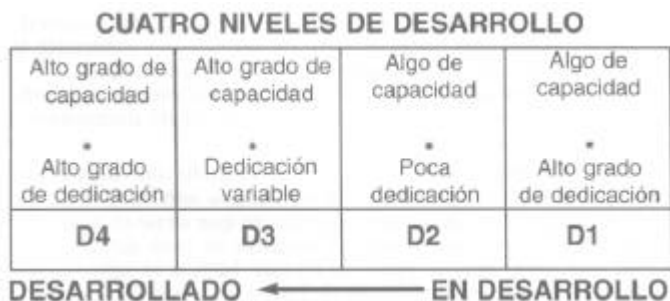 CUATRO NIVELES DE DESARROLLO
Alto grado de
capacidad
*
Alto grado
de dedicación
D4
Alto grado de
capacidad
*
Dedicación
variable
D3
Algo de
capacidad
*
Poca
dedicación
D2
Algo de
capacidad
*
Alto grado
de dedicación
D1
DESARROLLADO
EN DESARROLLO